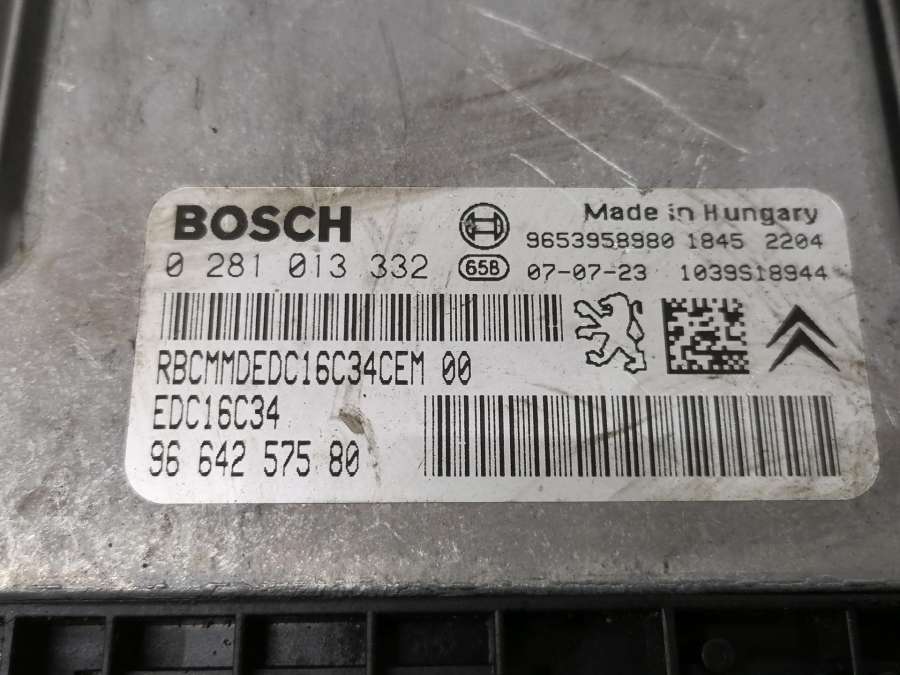 BOSCH
Made in Hungary
9653958980 1845 2204
0 281 013 332
65B 07-07-23 1039S18944
RBCMMDEDC16C34CEM 00
EDC16C34
96 642 575 80